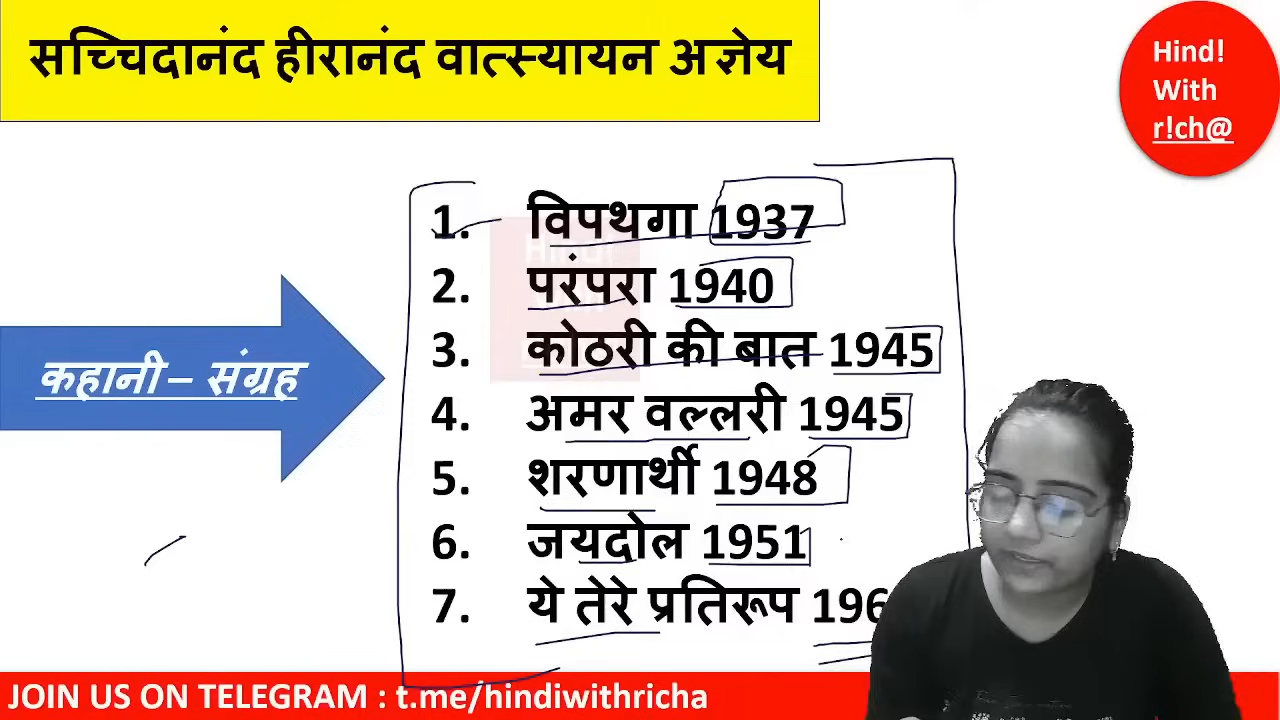 सच्चिदानंद हीरानंद वात्स्यायन अज्ञेय
Hind!
With
r!ch@
कहानी – संग्रह
1. विपथगा 1937
2. परंपरा 1940
3. कोठरी की बात 1945
4. अमर वल्लरी 1945
5. शरणार्थी 1948
6. जयदोल 1951
7. ये तेरे प्रतिरूप
JOIN US ON TELEGRAM : t.me/hindiwithricha